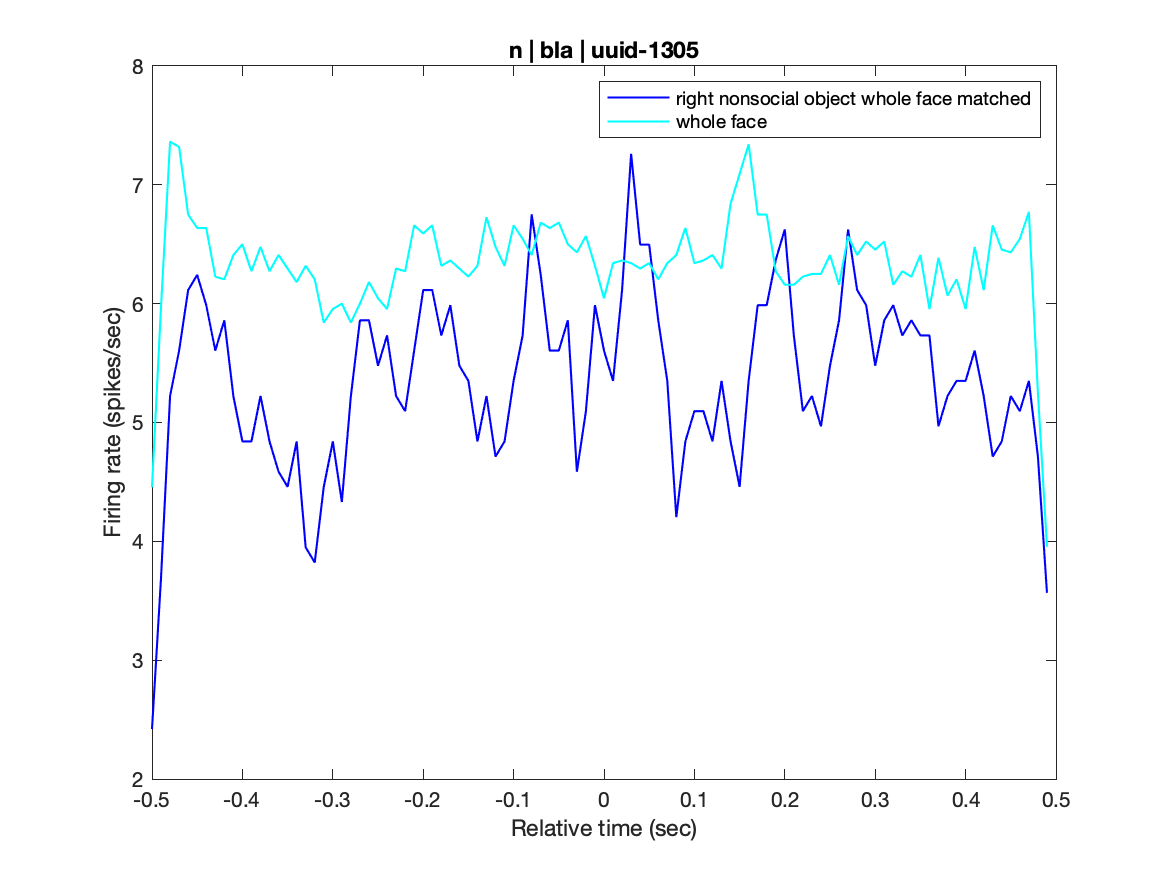 n | bla | uuid-1305
right nonsocial object whole face matched
whole face
8
7
6
5
4
3
2
Firing rate (spikes/sec)
-0.5 -0.4 -0.3 -0.2 -0.1 0 0.1 0.2 0.3 0.4 0.5
Relative time (sec)